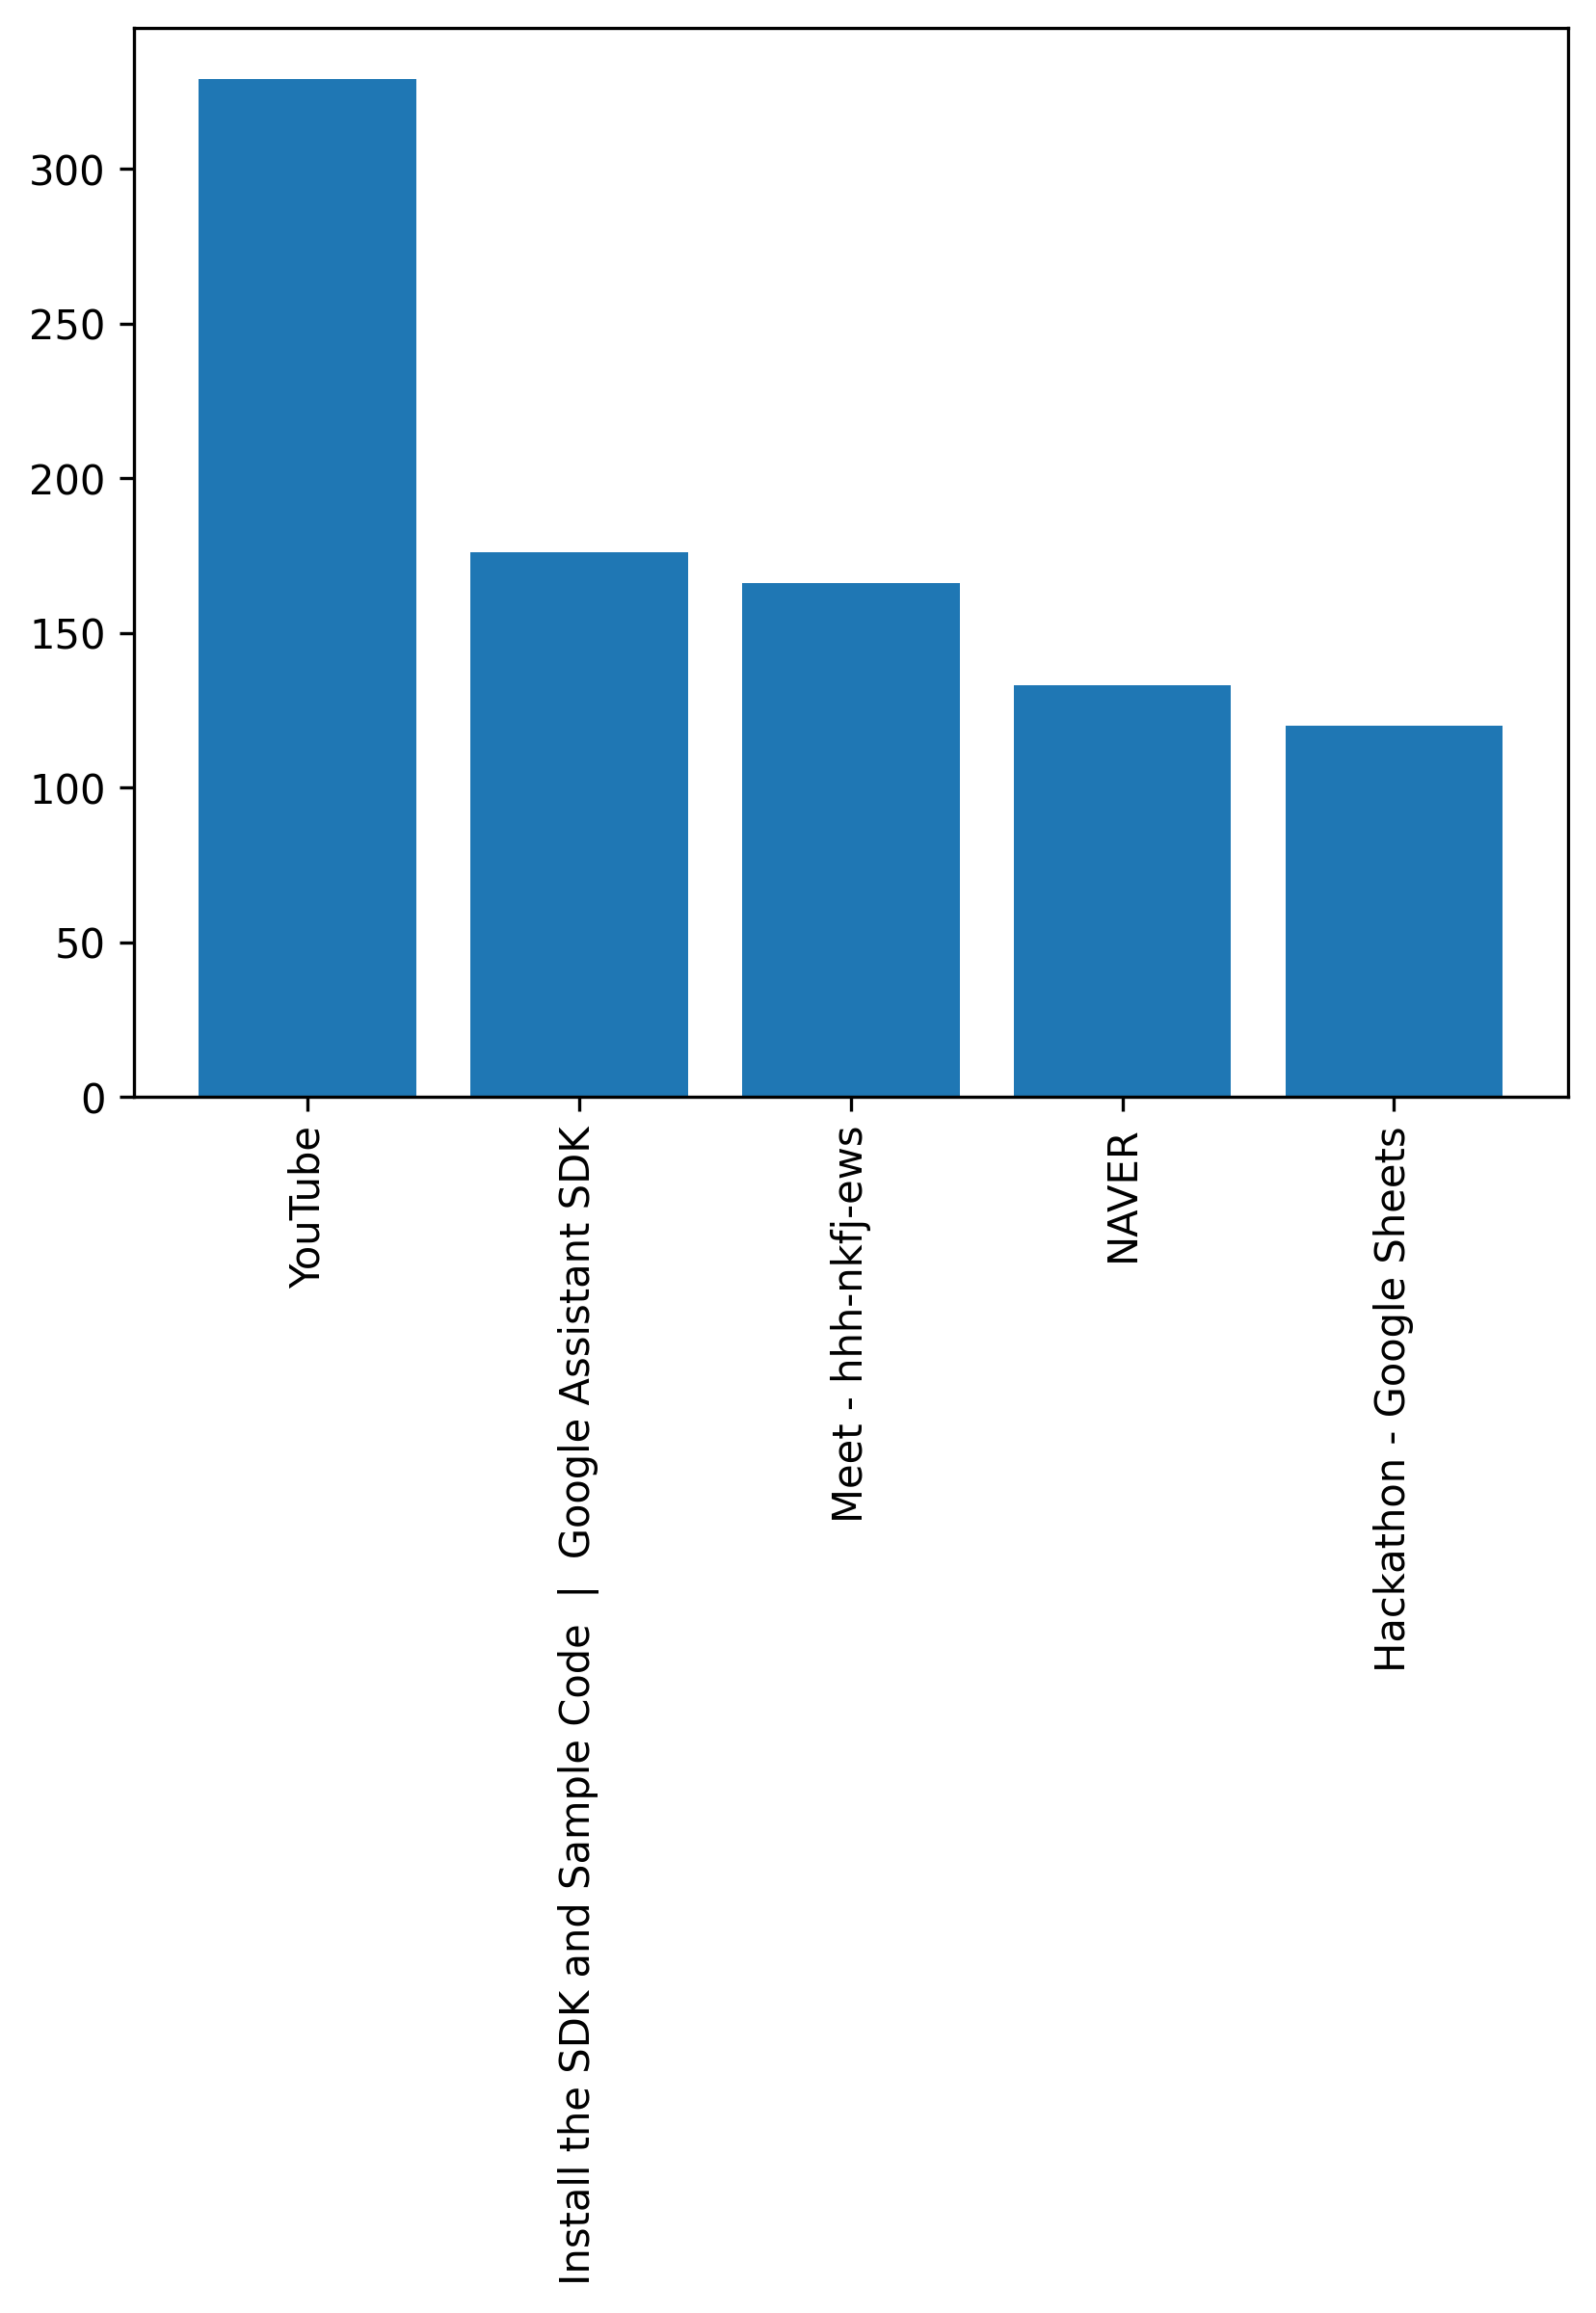 300
250
200
150
100
50
0
YouTube
Install the SDK and Sample Code | Google Assistant SDK
Meet - hhh-nkfj-ews
NAVER
Hackathon - Google Sheets